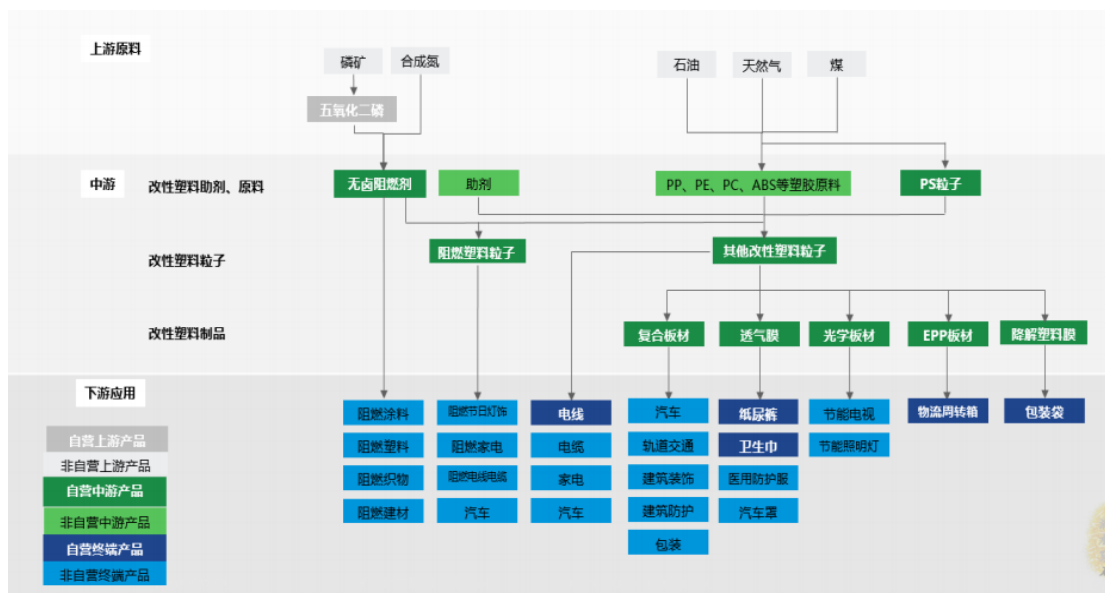 上游原料
磷矿
合成氮
石油
天然气
煤
五氧化二磷
中游
改性塑料助剂、原料
无卤阻燃剂
助剂
PP、PE、PC、ABS等塑胶原料
PS粒子
改性塑料粒子
阻燃塑料粒子
其他改性塑料粒子
改性塑料制品
复合板材
透气膜
光学板材
EPP板材
降解塑料膜
下游应用
阻燃涂料
阻燃节日灯饰
电线
汽车
纸尿裤
节能电视
物流周转箱
包装袋
阻燃塑料
阻燃家电
电缆
轨道交通
卫生巾
节能照明灯
阻燃织物
阻燃电线电缆
家电
建筑装饰
医用防护服
阻燃建材
汽车
汽车
建筑防护
汽车罩
包装
自营上游产品
非自营上游产品
自营中游产品
非自营中游产品
自营终端产品
非自营终端产品